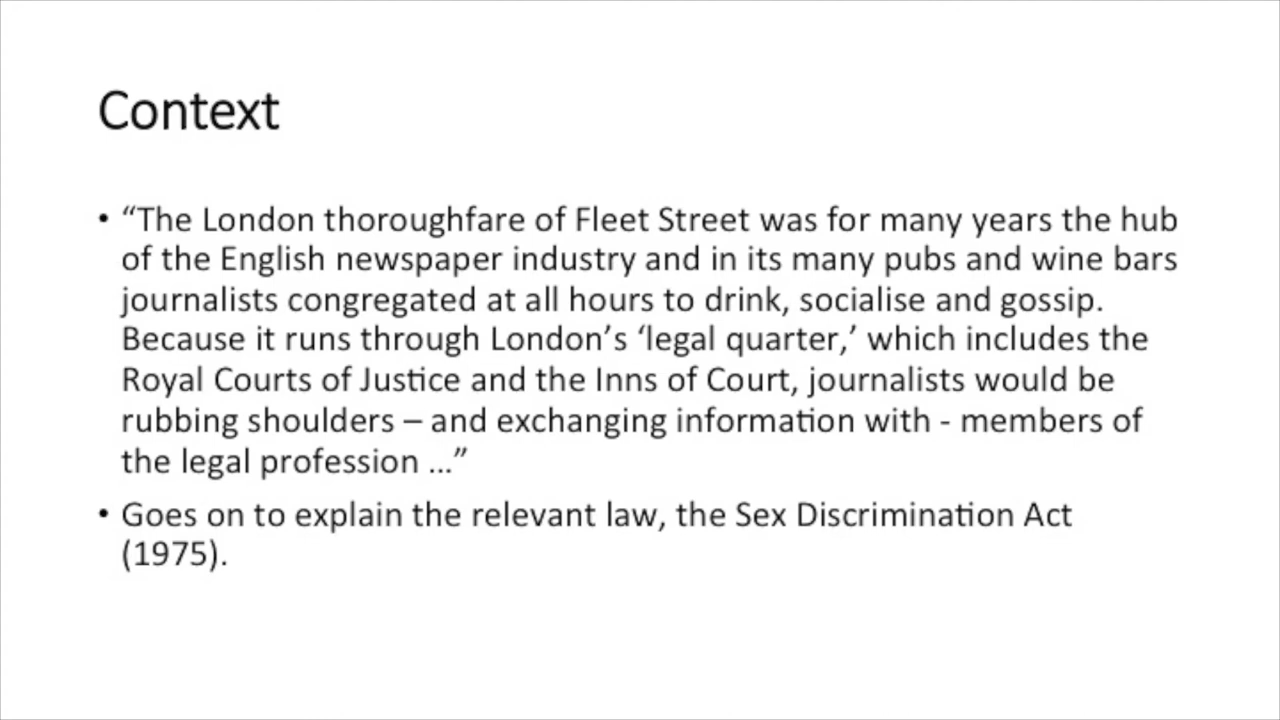 Context
• “The London thoroughfare of Fleet Street was for many years the hub
of the English newspaper industry and in its many pubs and wine bars
journalists congregated at all hours to drink, socialise and gossip.
Because it runs through London’s ‘legal quarter,’ which includes the
Royal Courts of Justice and the Inns of Court, journalists would be
rubbing shoulders – and exchanging information with - members of
the legal profession …”
• Goes on to explain the relevant law, the Sex Discrimination Act
(1975).